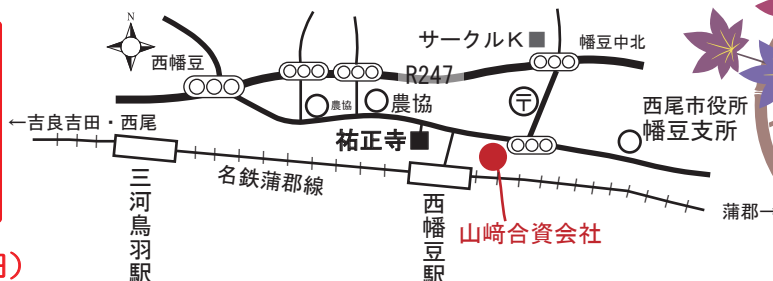 N
サークルK
幡豆中北
西幡豆
R247
農協
農協
〒
西尾市役所
幡豆支所
←吉良吉田・西尾
祐正寺
名鉄蒲郡線
三河鳥羽駅
西幡豆駅
山﨑合資会社
蒲郡→